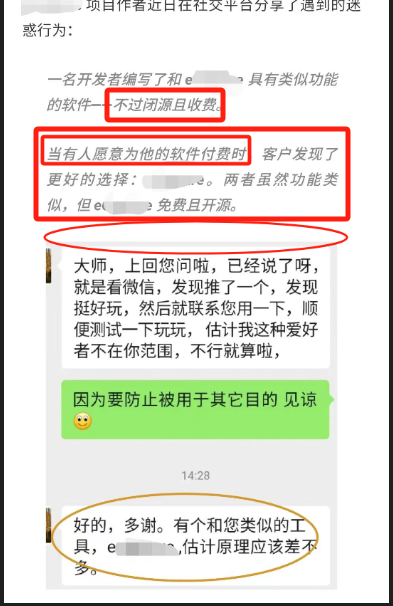 项目作者近日在社交平台分享了遇到的迷
惑行为：
一名开发者编写了和 e e 具有类似功能
的软件——不过闭源且收费。
当有人愿意为他的软件付费时 客户发现了
更好的选择： e。两者虽然功能类
似，但 e e 免费且开源。
大师，上回您问啦，已经说了呀，
就是看微信，发现推了一个，发现
挺好玩，然后就联系您用一下，顺
便测试一下玩玩， 估计我这种爱好
者不在你范围，不行就算啦，
因为要防止被用于其它目的 见谅
14:28
好的，多谢。有个和您类似的工
具，e e,估计原理应该差不
多。